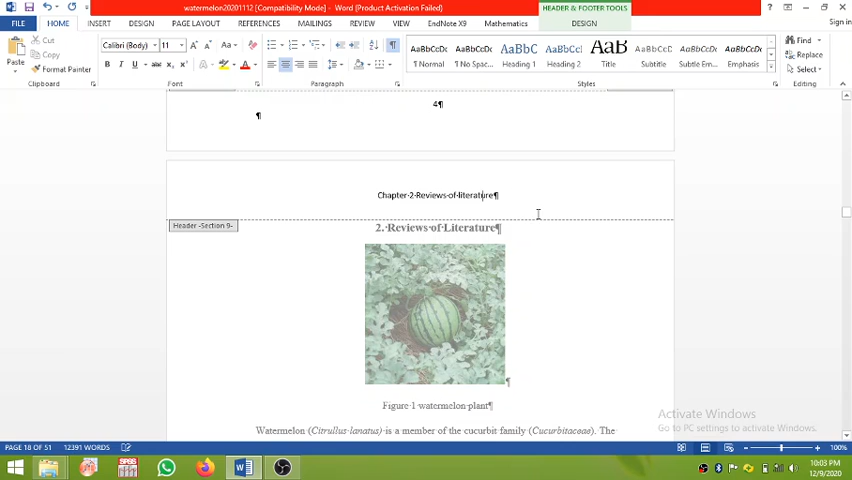 watermelon20201112 [Compatibility Mode] - Word (Product Activation Failed)
HEADER & FOOTER TOOLS
FILE HOME INSERT DESIGN PAGE LAYOUT REFERENCES MAILINGS REVIEW VIEW EndNote X9 Mathematics DESIGN
Sign in
Paste
Cut
Copy
Format Painter
Calibri (Body) 11
AaBbCcDc AaBbCcDc AaBbCc AaBbCcI AaB AaBbCcD AaBbCcDc AaBbCcDc
¶ Normal ¶ No Spac... Heading 1 Heading 2 Title Subtitle Subtle Em... Emphasis
Find
Replace
Select
Clipboard Font Paragraph Styles Editing
4¶
¶
Chapter·2·Reviews·of·literature¶
Header -Section 9-
2.·Reviews·of·Literature¶
¶
Figure·1·watermelon·plant¶
Watermelon (Citrullus·lanatus)·is a member of the cucurbit family (Cucurbitaceae). The
Activate Windows
Go to PC settings to activate Windows.
PAGE 18 OF 51 12391 WORDS
100%
SPSS
10:03 PM
12/9/2020